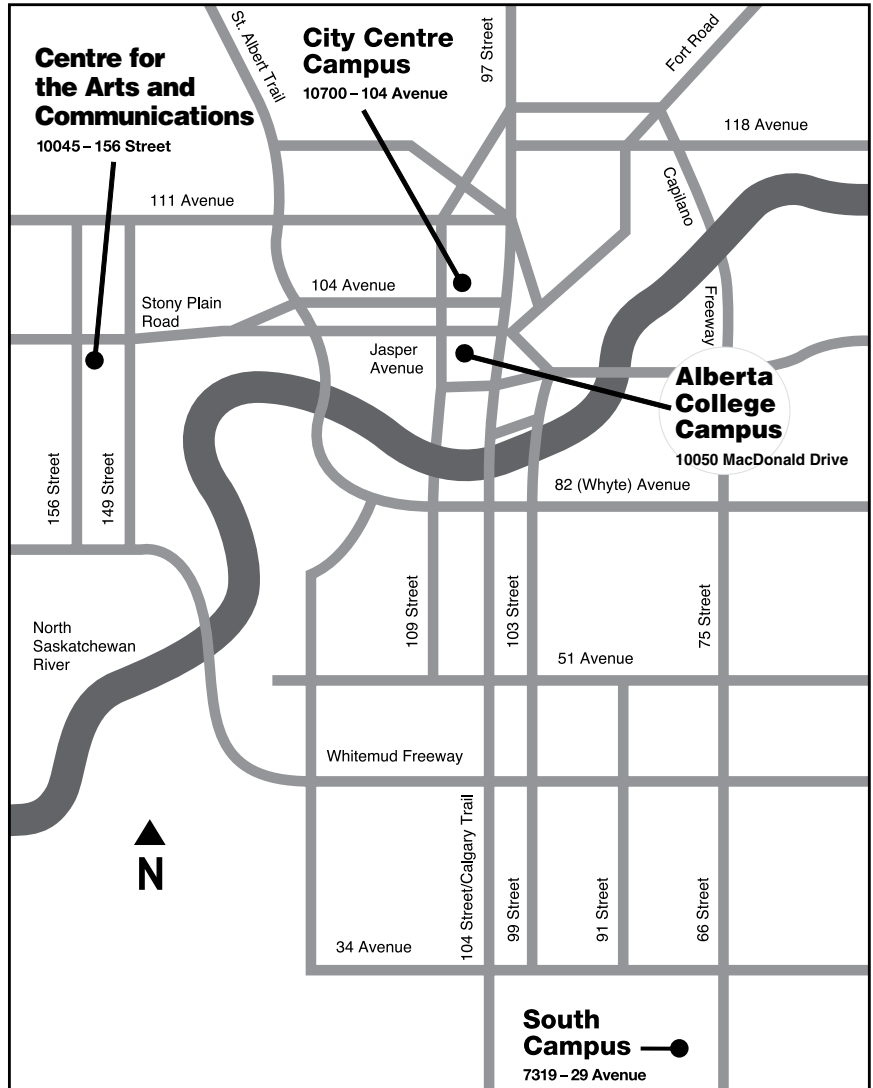 St. Albert Trail
City Centre
Campus
10700 – 104 Avenue
97 Street
Fort Road
Centre for
the Arts and
Communications
10045 – 156 Street
118 Avenue
Capilano
111 Avenue
104 Avenue
Stony Plain
Road
Freeway
Jasper
Avenue
Alberta
College
Campus
10050 MacDonald Drive
156 Street
149 Street
82 (Whyte) Avenue
109 Street
103 Street
75 Street
North
Saskatchewan
River
51 Avenue
Whitemud Freeway
N
104 Street/Calgary Trail
99 Street
91 Street
66 Street
34 Avenue
South
Campus
7319 – 29 Avenue